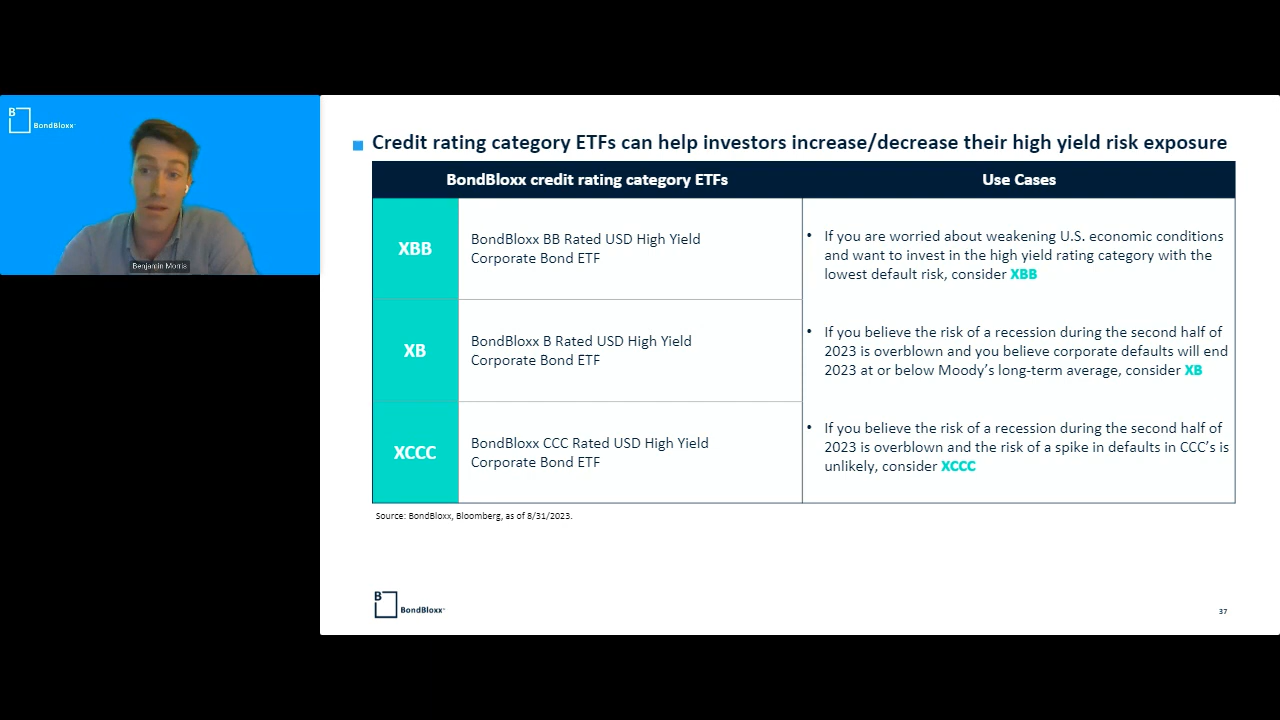 B
BondBloxx
Benjamin Morris
Credit rating category ETFs can help investors increase/decrease their high yield risk exposure
BondBloxx credit rating category ETFs
Use Cases
XBB
BondBloxx BB Rated USD High Yield
Corporate Bond ETF
• If you are worried about weakening U.S. economic conditions
and want to invest in the high yield rating category with the
lowest default risk, consider XBB
XB
BondBloxx B Rated USD High Yield
Corporate Bond ETF
• If you believe the risk of a recession during the second half of
2023 is overblown and you believe corporate defaults will end
2023 at or below Moody's long-term average, consider XB
XCCC
BondBloxx CCC Rated USD High Yield
Corporate Bond ETF
• If you believe the risk of a recession during the second half of
2023 is overblown and the risk of a spike in defaults in CCC's is
unlikely, consider XCCC
Source: BondBloxx, Bloomberg, as of 8/31/2023.
B
BondBloxx
37